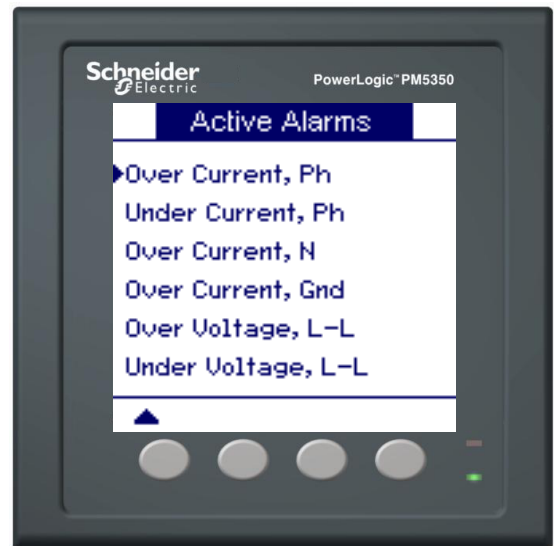 Schneider
Electric
PowerLogic™ PM5350
Active Alarms
Over Current, Ph
Under Current, Ph
Over Current, N
Over Current, Gnd
Over Voltage, L-L
Under Voltage, L-L